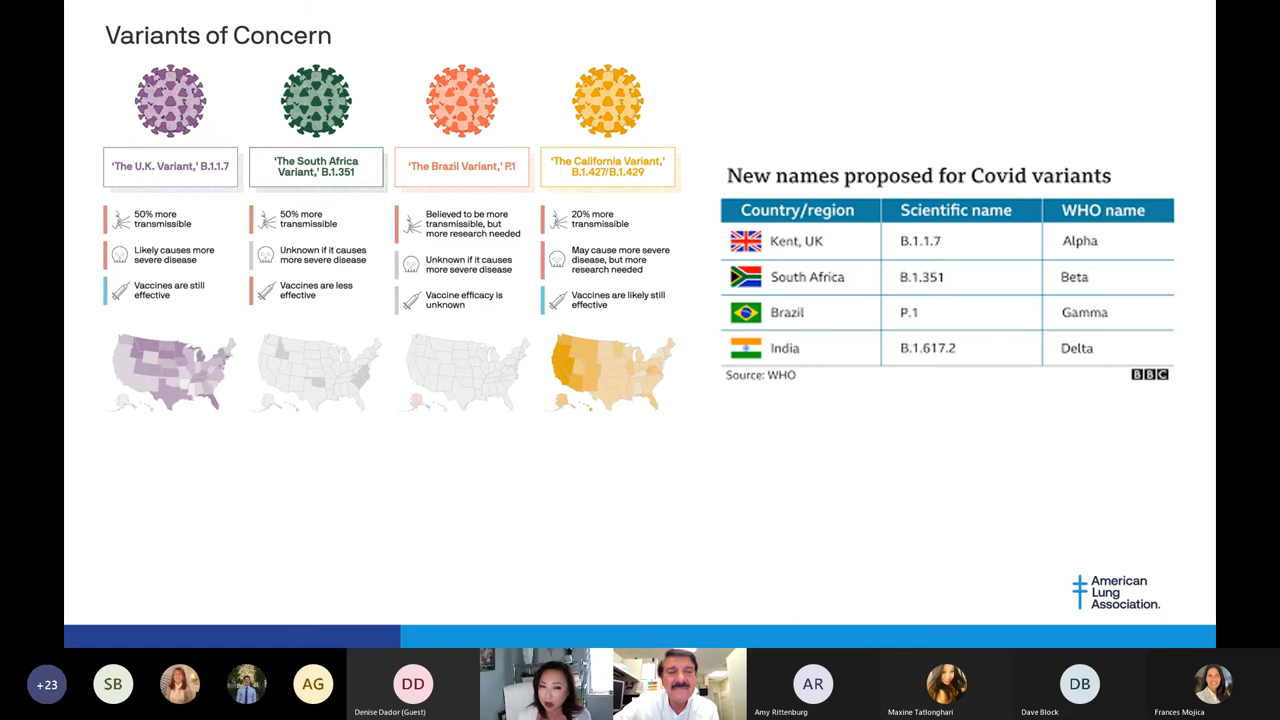 Variants of Concern
'The U.K. Variant,' B.1.1.7
50% more
transmissible
Likely causes more
severe disease
Vaccines are still
effective
'The South Africa
Variant,' B.1.351
50% more
transmissible
Unknown if it causes
more severe disease
Vaccines are less
effective
'The Brazil Variant,' P.1
Believed to be more
transmissible, but
more research needed
Unknown if it causes
more severe disease
Vaccine efficacy is
unknown
'The California Variant,'
B.1.427/B.1.429
20% more
transmissible
May cause more severe
disease, but more
research needed
Vaccines are likely still
effective
New names proposed for Covid variants
Country/region Scientific name WHO name
Kent, UK B.1.1.7 Alpha
South Africa B.1.351 Beta
Brazil P.1 Gamma
India B.1.617.2 Delta
Source: WHO BBC
American
Lung
Association.
+23 SB AG DD AR DB
Denise Dador (Guest) Amy Rittenburg Maxine Tatlonghari Dave Block Frances Mojica